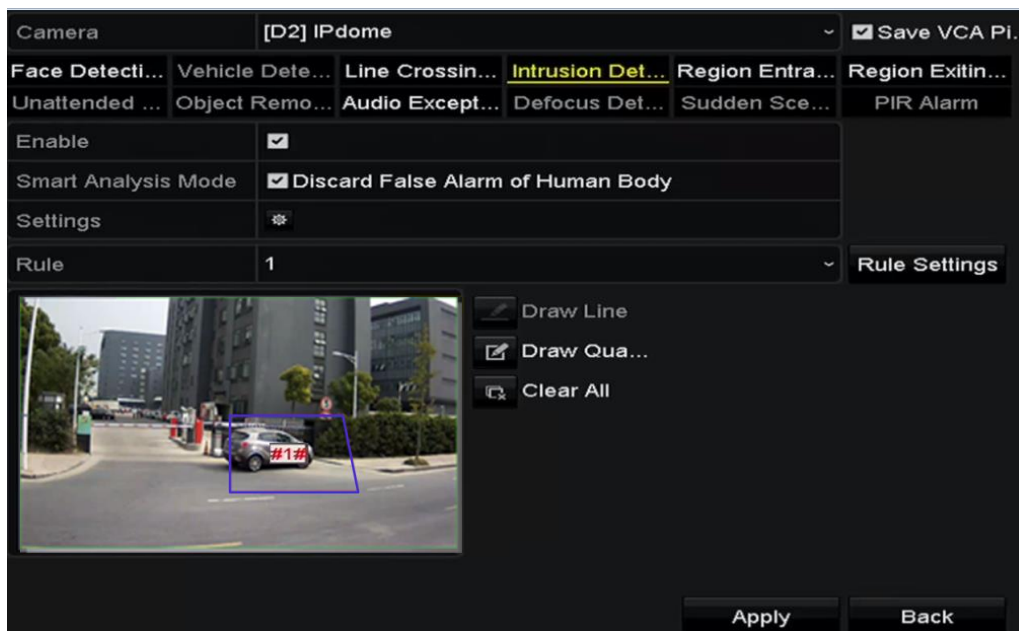 Camera [D2] IPdome Save VCA Pi.
Face Detecti... Vehicle Dete... Line Crossin... Intrusion Det... Region Entra... Region Exitin...
Unattended ... Object Remo... Audio Except... Defocus Det... Sudden Sce... PIR Alarm
Enable
Smart Analysis Mode Discard False Alarm of Human Body
Settings
Rule 1 Rule Settings
Draw Line
Draw Qua...
Clear All
#1#
Apply Back